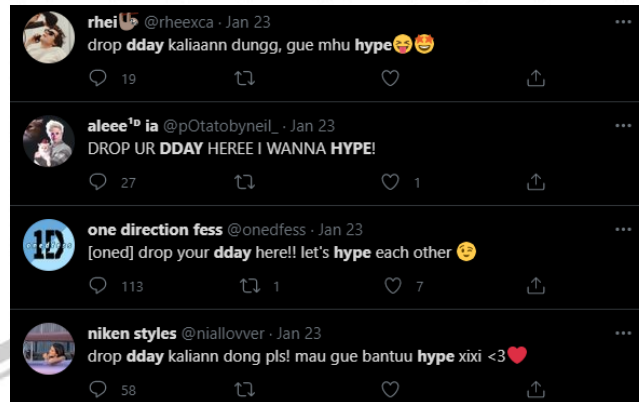 rhei🦥 @rheexca · Jan 23
drop dday kaliaann dungg, gue mhu hype😝🤩
19
aleee¹ᴰ ia @pOtatobyneil_ · Jan 23
DROP UR DDAY HEREE I WANNA HYPE!
27 1
1D
one direction fess @onedfess · Jan 23
[oned] drop your dday here!! let's hype each other 😉
113 1 7
niken styles @niallovver · Jan 23
drop dday kaliann dong pls! mau gue bantuu hype xixi <3❤️
58